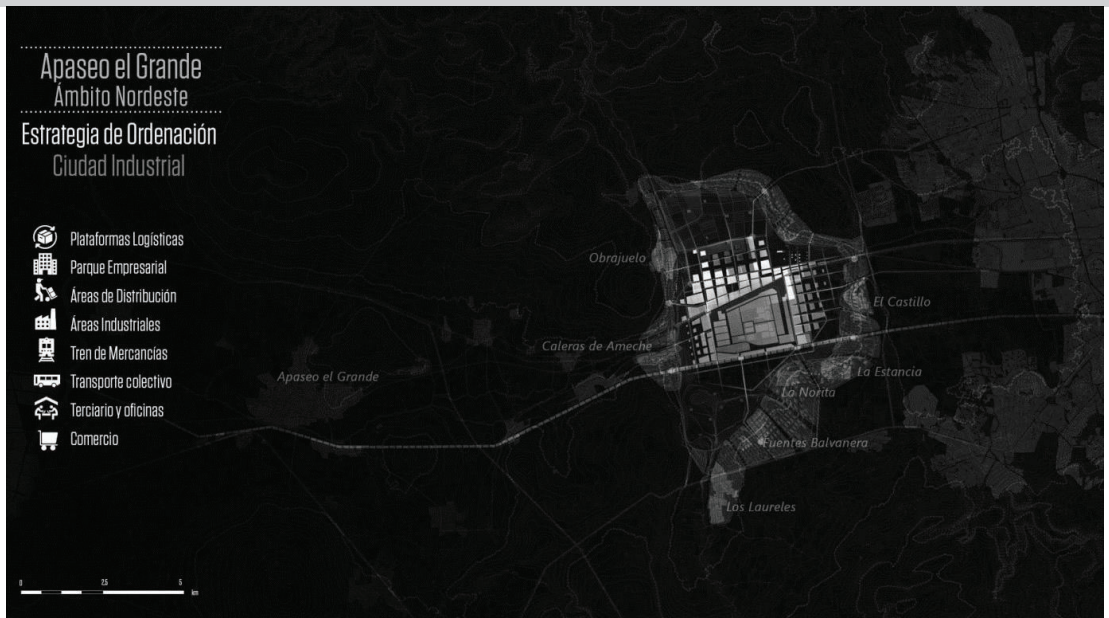 Apaseo el Grande
Ámbito Nordeste
Estrategia de Ordenación
Ciudad Industrial
Plataformas Logísticas
Parque Empresarial
Áreas de Distribución
Áreas Industriales
Tren de Mercancías
Transporte colectivo
Terciario y oficinas
Comercio
Obrajuelo
El Castillo
Caleras de Ameche
La Estancia
Apaseo el Grande
La Norita
Fuentes Balvanera
Los Laureles
0 2,5 5
km